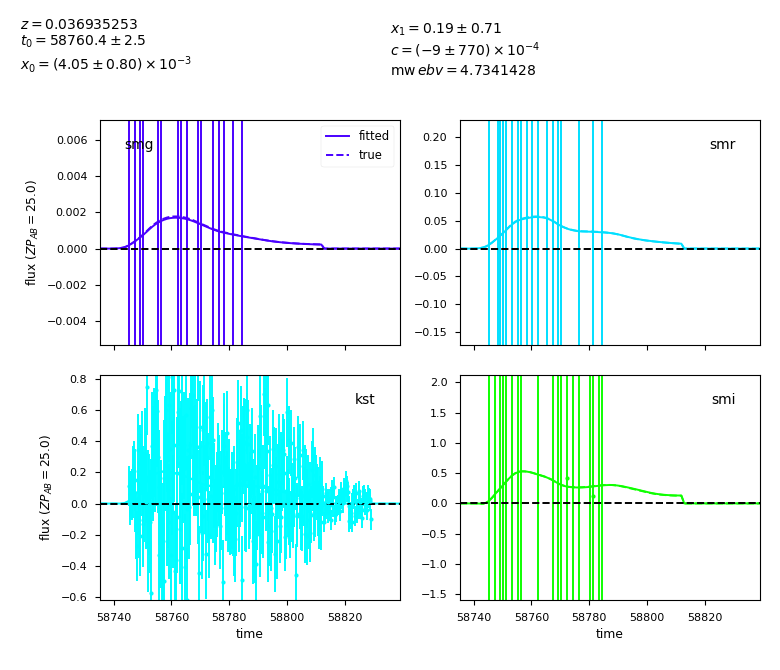 z = 0.036935253
t₀ = 58760.4 ± 2.5
x₀ = (4.05 ± 0.80) × 10⁻³
x₁ = 0.19 ± 0.71
c = (−9 ± 770) × 10⁻⁴
mw ebv = 4.7341428
smg
fitted
true
0.006
0.004
0.002
0.000
−0.002
−0.004
flux (ZP_AB = 25.0)
smr
0.20
0.15
0.10
0.05
0.00
−0.05
−0.10
−0.15
kst
0.8
0.6
0.4
0.2
0.0
−0.2
−0.4
−0.6
flux (ZP_AB = 25.0)
58740 58760 58780 58800 58820
time
smi
2.0
1.5
1.0
0.5
0.0
−0.5
−1.0
−1.5
58740 58760 58780 58800 58820
time